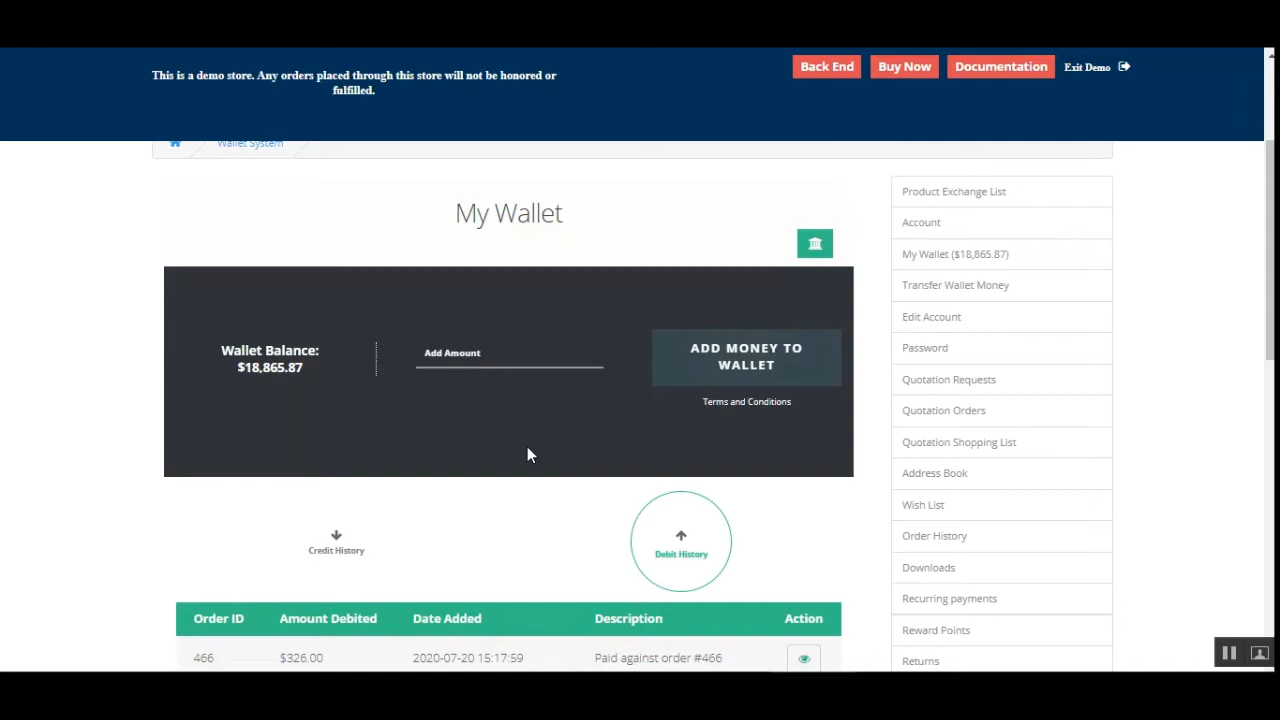 This is a demo store. Any orders placed through this store will not be honored or
fulfilled.
Back End
Buy Now
Documentation
Exit Demo
Wallet System
My Wallet
Wallet Balance:
$18,865.87
Add Amount
ADD MONEY TO
WALLET
Terms and Conditions
Credit History
Debit History
Order ID Amount Debited Date Added Description Action
466 $326.00 2020-07-20 15:17:59 Paid against order #466
Product Exchange List
Account
My Wallet ($18,865.87)
Transfer Wallet Money
Edit Account
Password
Quotation Requests
Quotation Orders
Quotation Shopping List
Address Book
Wish List
Order History
Downloads
Recurring payments
Reward Points
Returns